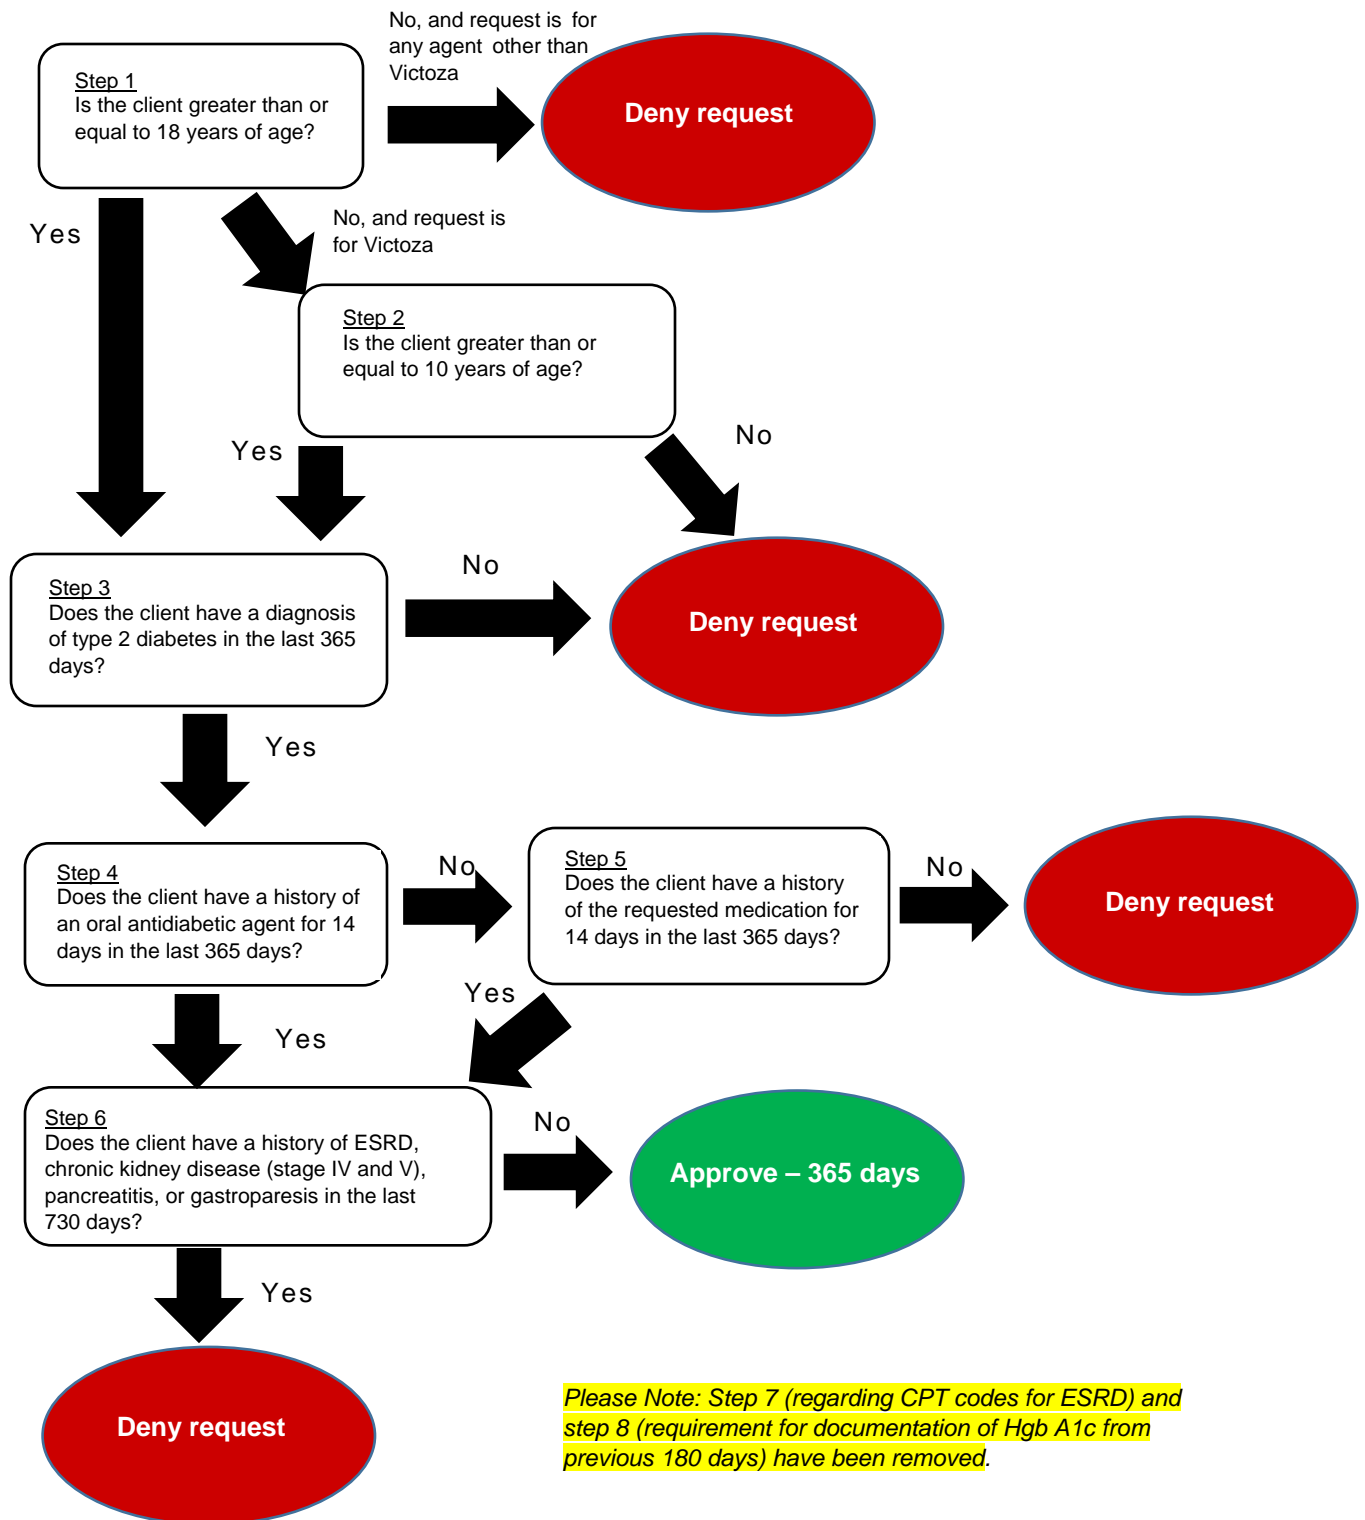 No, and request is for
any agent other than
Victoza
Step 1
Is the client greater than or
equal to 18 years of age?
Deny request
Yes
No, and request is
for Victoza
Step 2
Is the client greater than or
equal to 10 years of age?
Yes
No
Step 3
Does the client have a diagnosis
of type 2 diabetes in the last 365
days?
No
Deny request
Yes
Step 4
Does the client have a history of
an oral antidiabetic agent for 14
days in the last 365 days?
No
Step 5
Does the client have a history
of the requested medication for
14 days in the last 365 days?
No
Deny request
Yes
Yes
Step 6
Does the client have a history of ESRD,
chronic kidney disease (stage IV and V),
pancreatitis, or gastroparesis in the last
730 days?
No
Approve – 365 days
Yes
Deny request
Please Note: Step 7 (regarding CPT codes for ESRD) and
step 8 (requirement for documentation of Hgb A1c from
previous 180 days) have been removed.